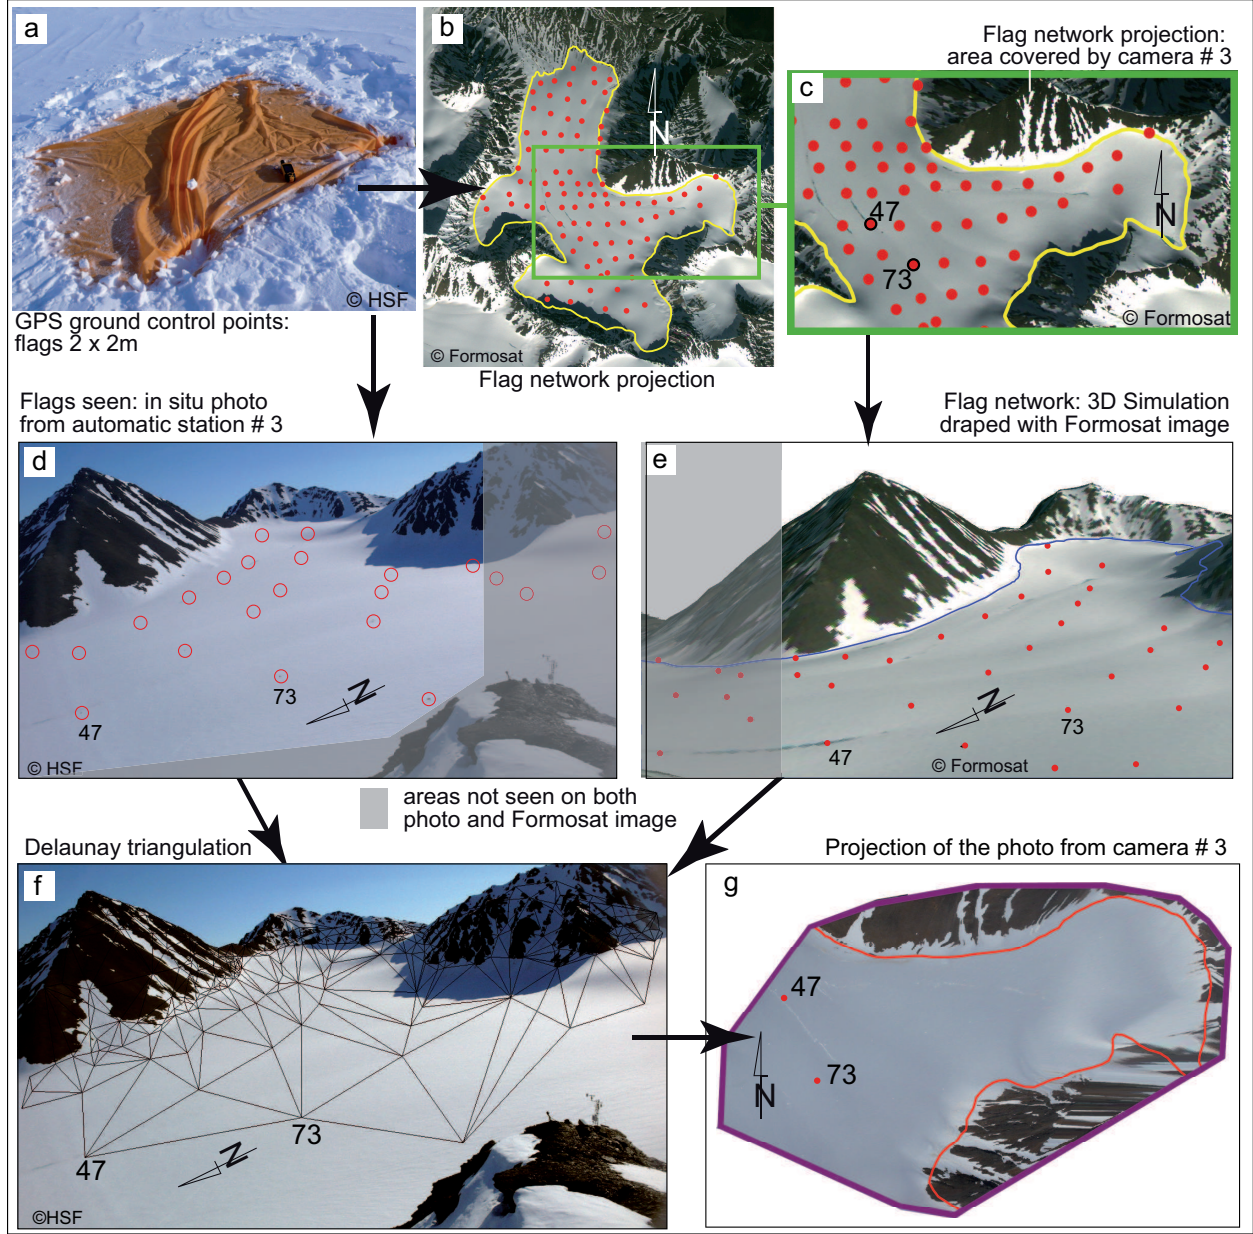 a
© HSF
GPS ground control points:
flags 2 x 2m
b
N
© Formosat
Flag network projection
Flag network projection:
area covered by camera # 3
c
47
73
N
© Formosat
Flags seen: in situ photo
from automatic station # 3
d
73
47
N
© HSF
Flag network: 3D Simulation
draped with Formosat image
e
N
73
47
© Formosat
areas not seen on both
photo and Formosat image
Delaunay triangulation
f
73
47
N
©HSF
Projection of the photo from camera # 3
g
47
73
N